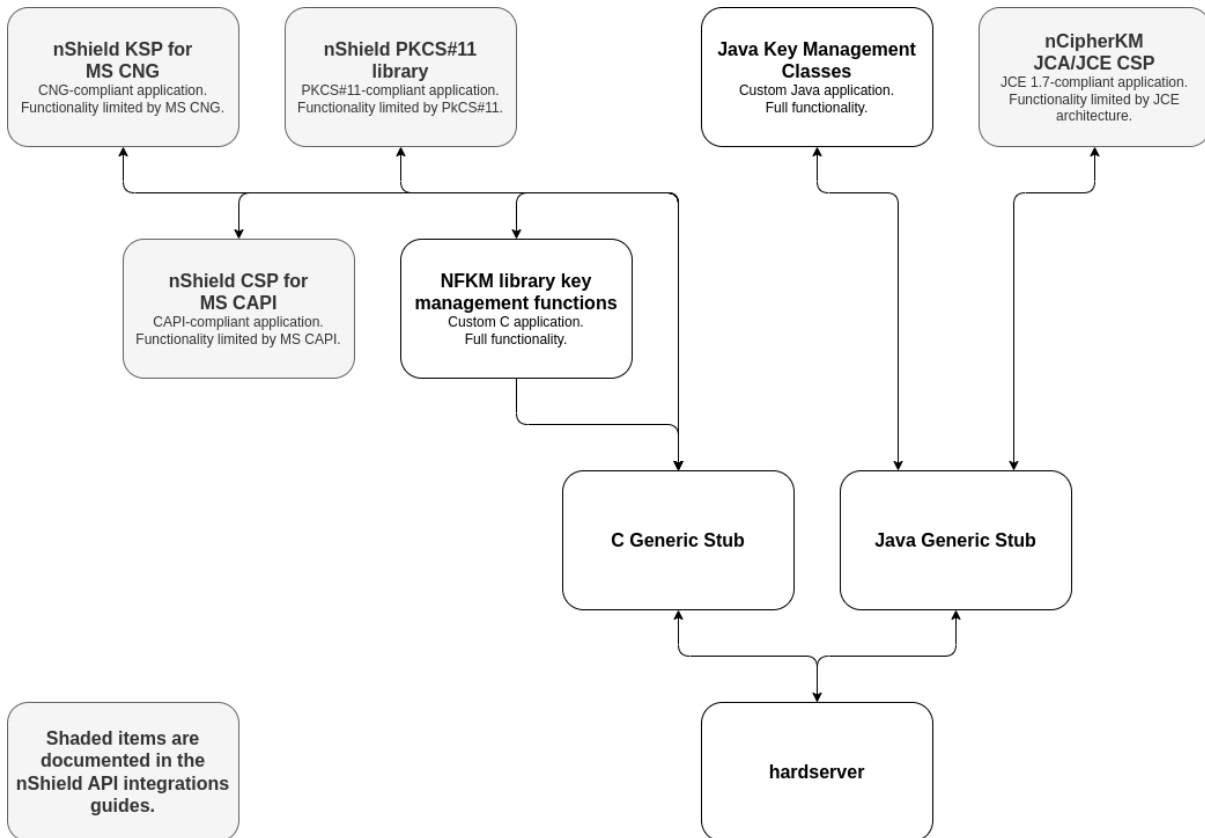 nShield KSP for
MS CNG
CNG-compliant application.
Functionality limited by MS CNG.
nShield PKCS#11
library
PKCS#11-compliant application.
Functionality limited by PkCS#11.
Java Key Management
Classes
Custom Java application.
Full functionality.
nCipherKM
JCA/JCE CSP
JCE 1.7-compliant application.
Functionality limited by JCE
architecture.
nShield CSP for
MS CAPI
CAPI-compliant application.
Functionality limited by MS CAPI.
NFKM library key
management functions
Custom C application.
Full functionality.
C Generic Stub
Java Generic Stub
Shaded items are
documented in the
nShield API integrations
guides.
hardserver